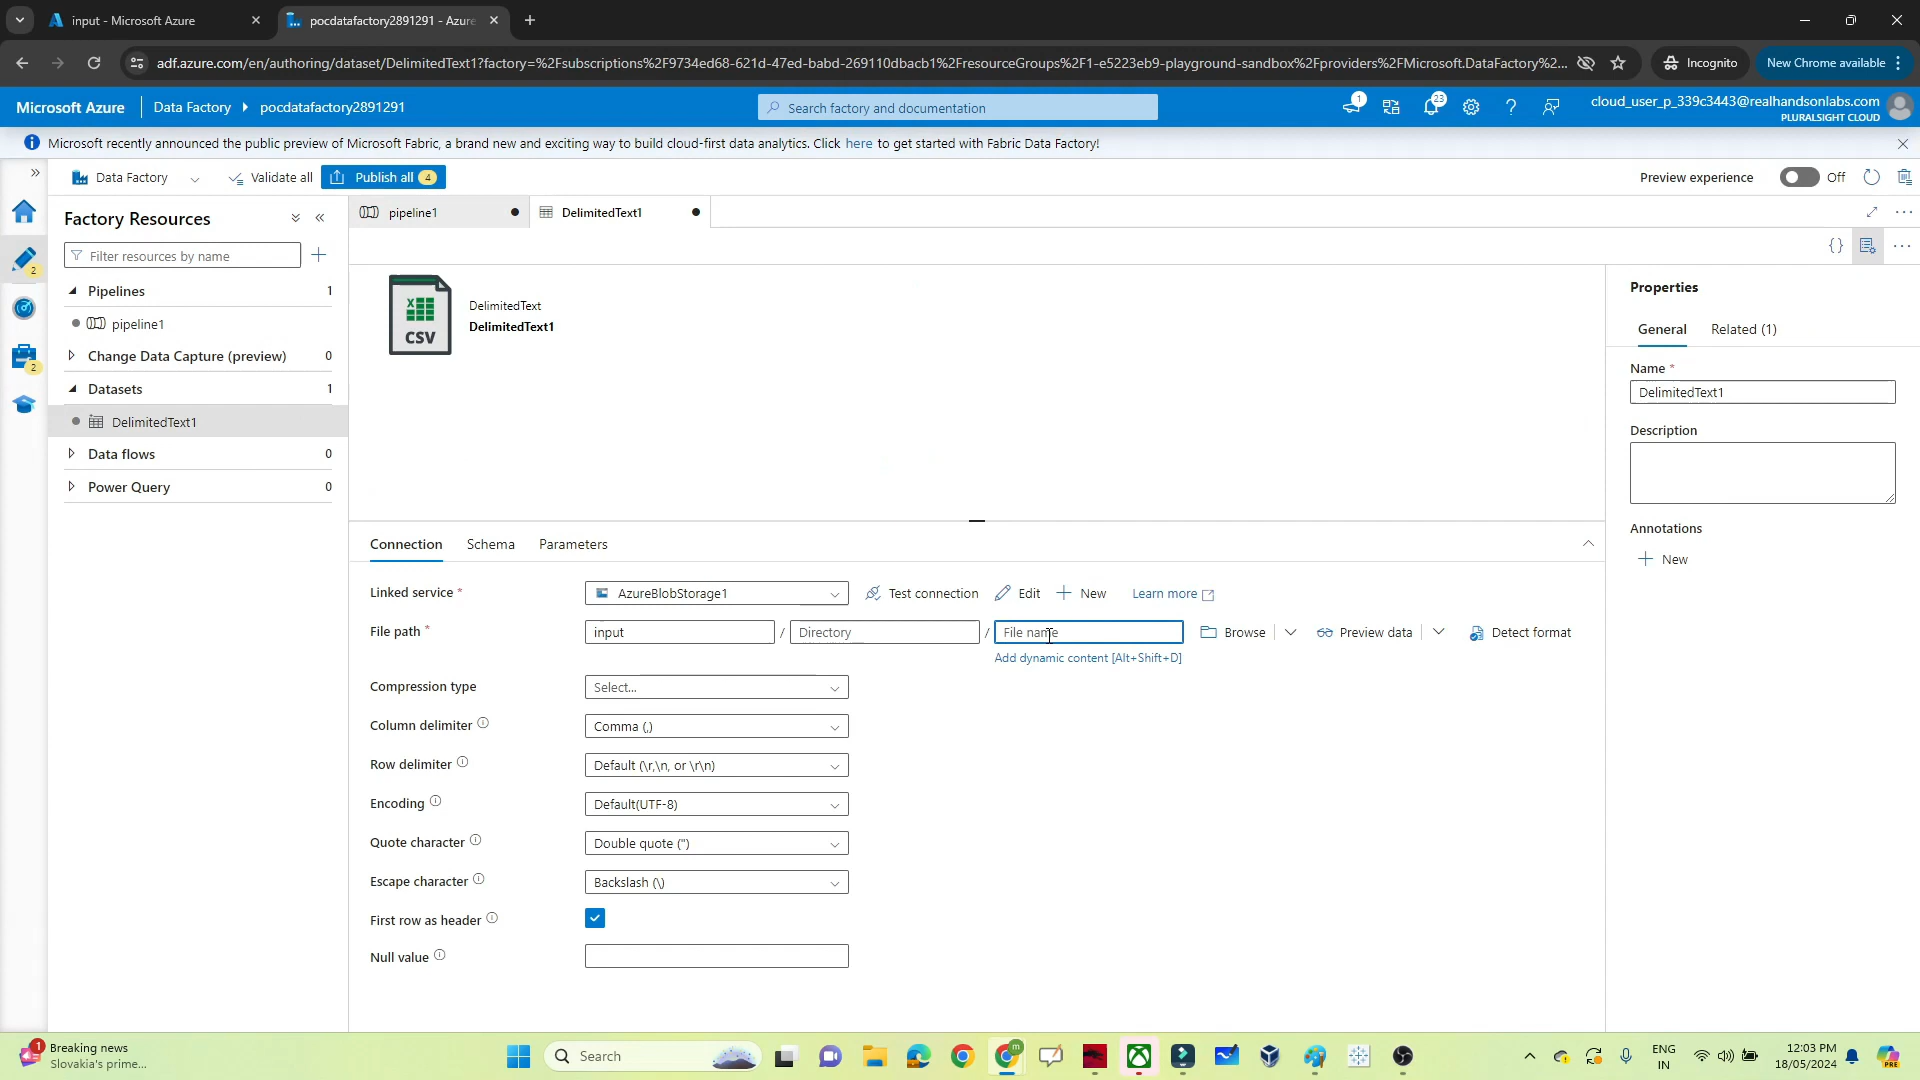 input - Microsoft Azure
pocdatafactory2891291 - Azure
adf.azure.com/en/authoring/dataset/DelimitedText1?factory=%2Fsubscriptions%2F9734ed68-621d-47ed-babd-269110dbacb1%2FresourceGroups%2F1-e5223eb9-playground-sandbox%2Fproviders%2FMicrosoft.DataFactory%2...
Incognito
New Chrome available
Microsoft Azure
Data Factory
pocdatafactory2891291
Search factory and documentation
1
23
cloud_user_p_339c3443@realhandsonlabs.com
PLURALSIGHT CLOUD
Microsoft recently announced the public preview of Microsoft Fabric, a brand new and exciting way to build cloud-first data analytics. Click here to get started with Fabric Data Factory!
Data Factory
Validate all
Publish all 4
Preview experience
Off
Factory Resources
Filter resources by name
2
2
Pipelines 1
pipeline1
Change Data Capture (preview) 0
Datasets 1
DelimitedText1
Data flows 0
Power Query 0
pipeline1
DelimitedText1
{}
CSV
DelimitedText
DelimitedText1
Connection
Schema
Parameters
Linked service *
AzureBlobStorage1
Test connection
Edit
New
Learn more
File path *
input / Directory / File name
Browse
Preview data
Detect format
Add dynamic content [Alt+Shift+D]
Compression type
Select...
Column delimiter
Comma (,)
Row delimiter
Default (\r,\n, or \r\n)
Encoding
Default(UTF-8)
Quote character
Double quote (")
Escape character
Backslash (\)
First row as header
Null value
Properties
General
Related (1)
Name *
DelimitedText1
Description
Annotations
New
1
Breaking news
Slovakia's prime...
Search
m
ENG
IN
12:03 PM
18/05/2024
PRE